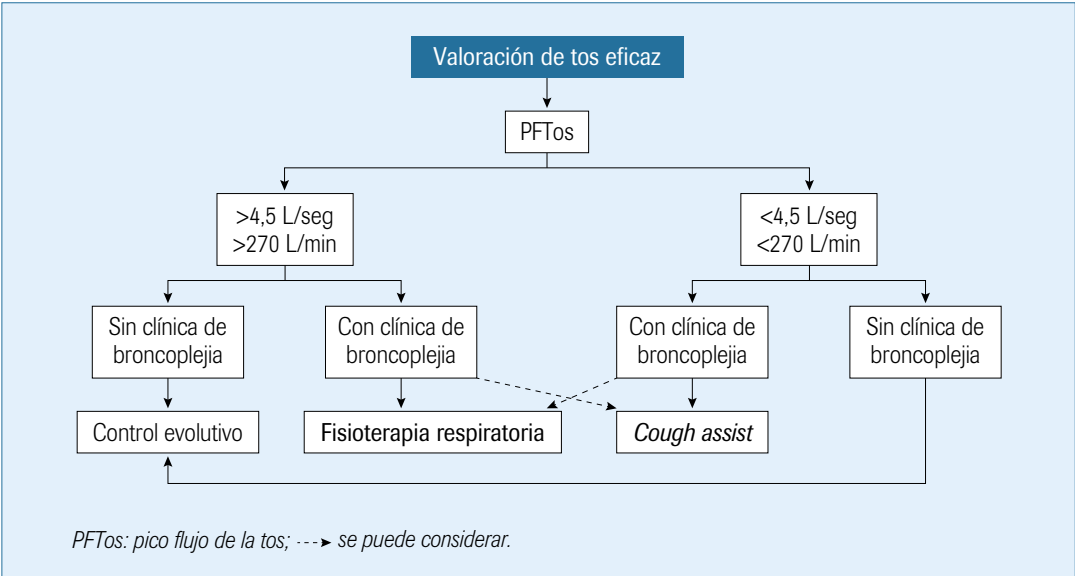 Valoración de tos eficaz
PFTos
>4,5 L/seg
>270 L/min
<4,5 L/seg
<270 L/min
Sin clínica de
broncoplejia
Con clínica de
broncoplejia
Con clínica de
broncoplejia
Sin clínica de
broncoplejia
Control evolutivo
Fisioterapia respiratoria
Cough assist
PFTos: pico flujo de la tos; ---> se puede considerar.